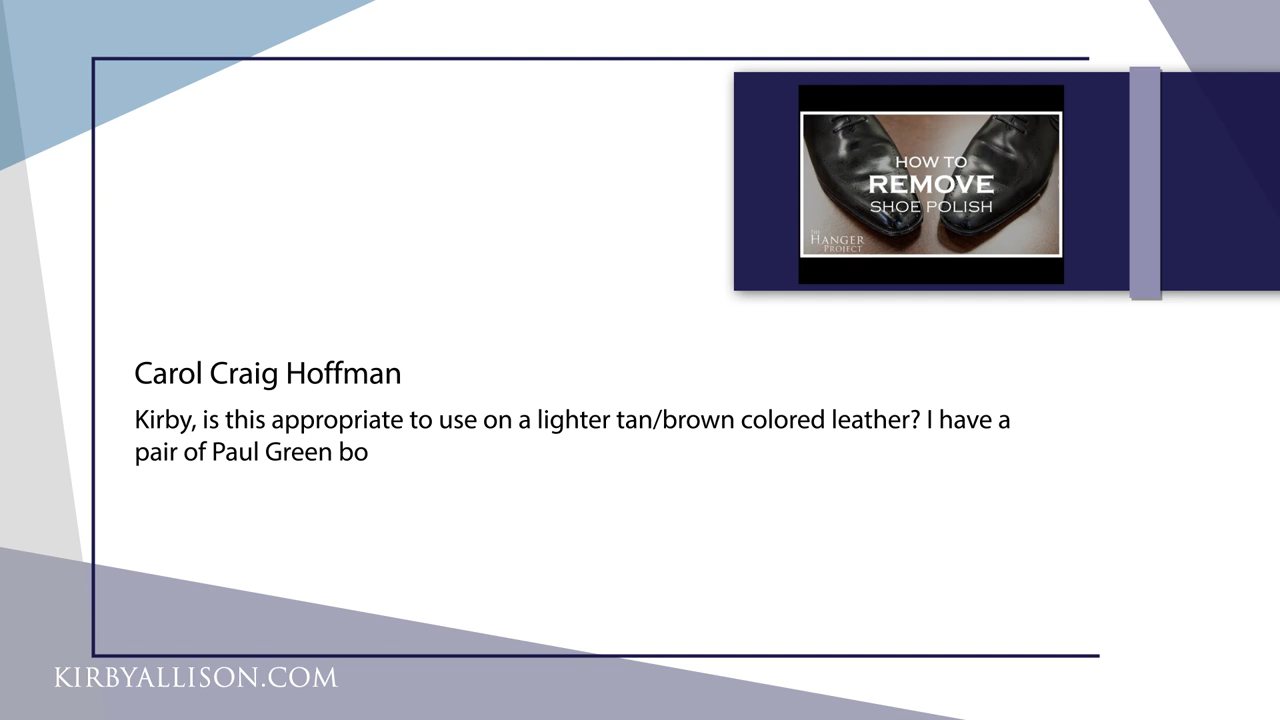 HOW TO
REMOVE
SHOE POLISH
THE
HANGER
PROJECT
Carol Craig Hoffman
Kirby, is this appropriate to use on a lighter tan/brown colored leather? I have a
pair of Paul Green bo
KIRBYALLISON.COM